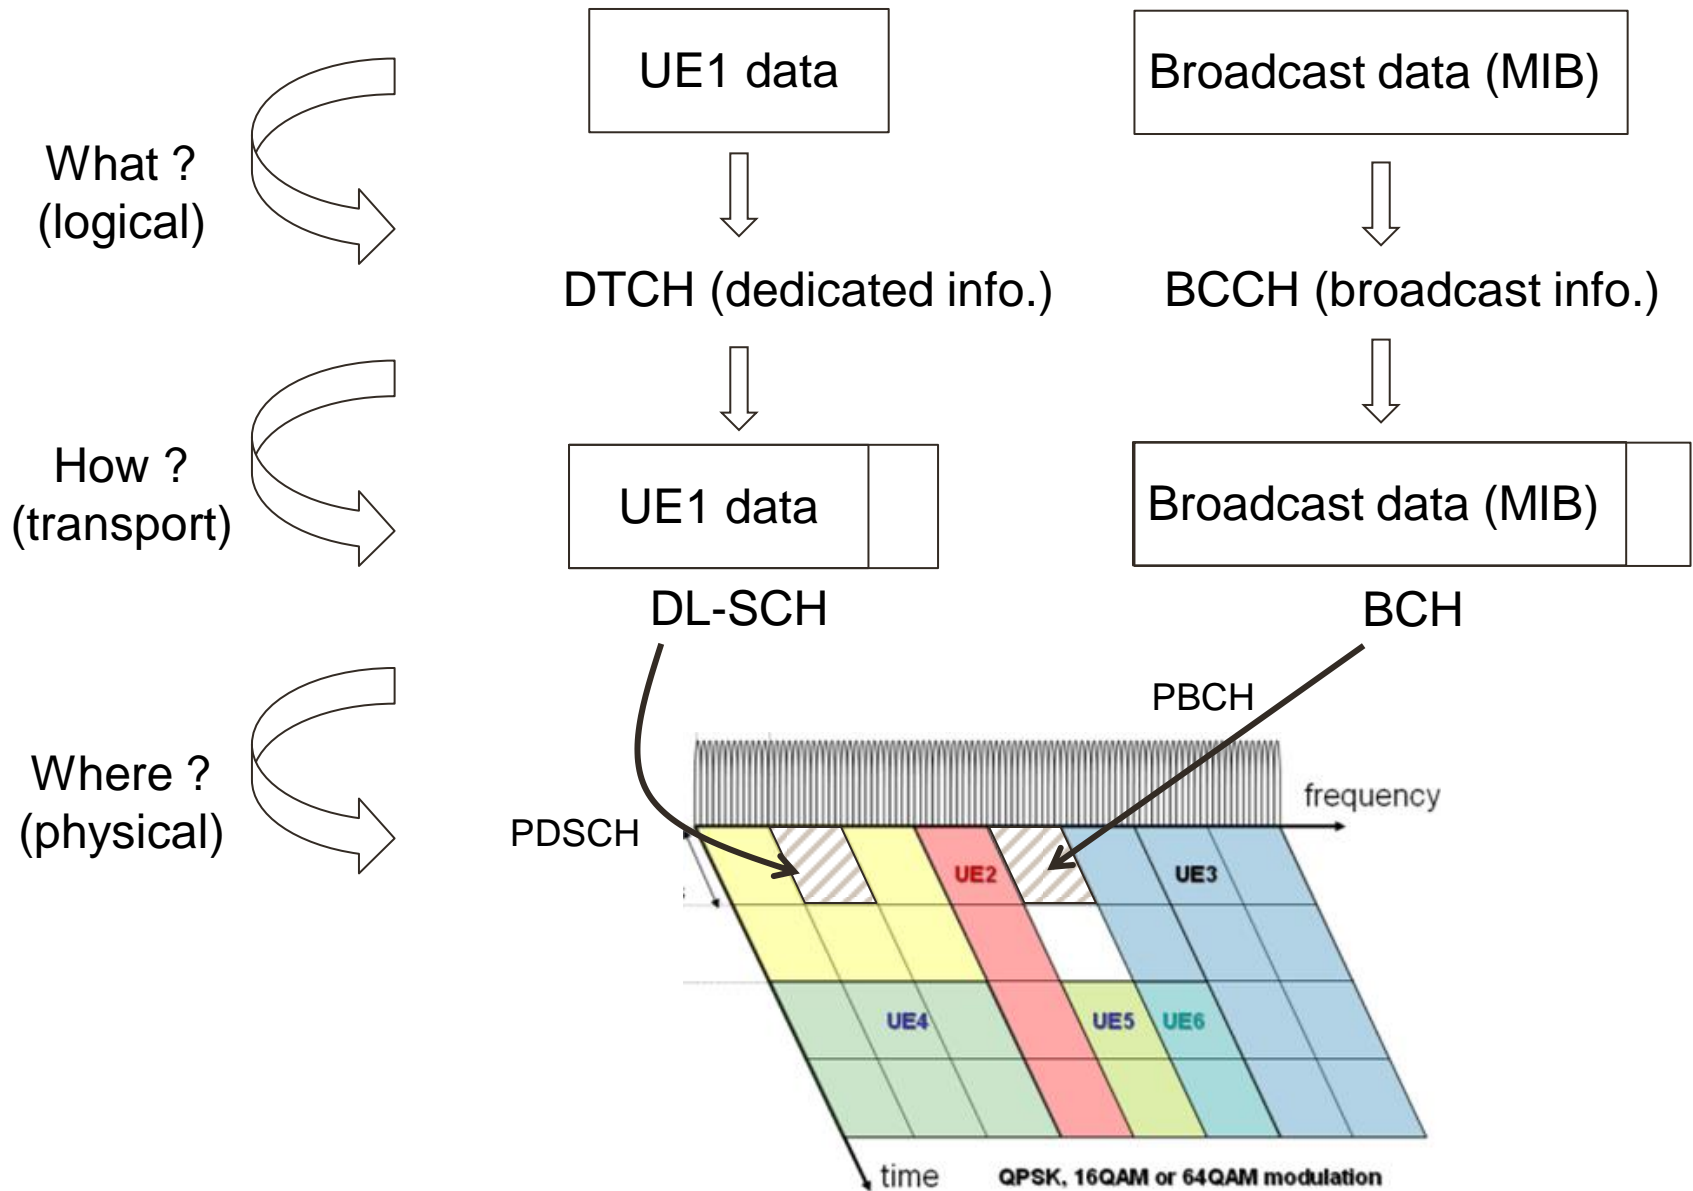 UE1 data
Broadcast data (MIB)
What ?
(logical)
DTCH (dedicated info.)
BCCH (broadcast info.)
How ?
(transport)
UE1 data
Broadcast data (MIB)
DL-SCH
BCH
PBCH
Where ?
(physical)
frequency
PDSCH
UE2
UE3
s
UE4
UE5
UE6
time
QPSK, 16QAM or 64QAM modulation